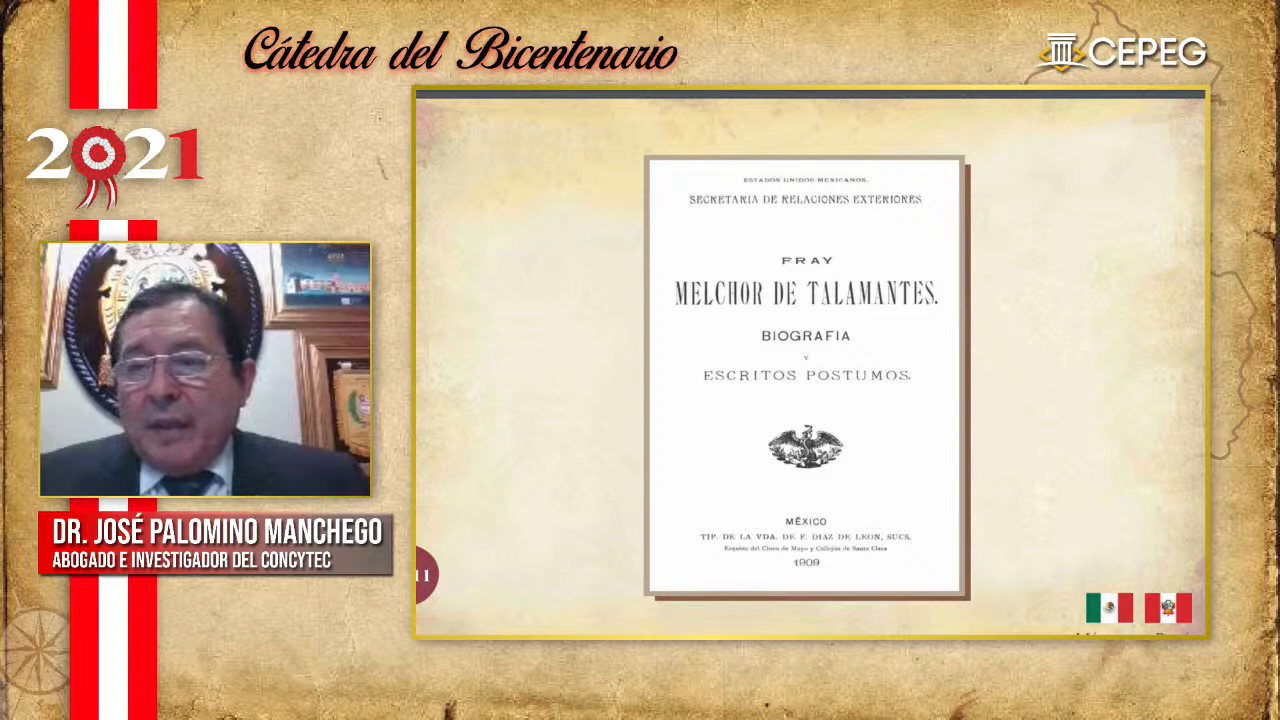 Cátedra del Bicentenario
CEPEG
2021
ESTADOS UNIDOS MEXICANOS.
SECRETARIA DE RELACIONES EXTERIORES
FRAY
MELCHOR DE TALAMANTES.
BIOGRAFIA
Y
ESCRITOS POSTUMOS.
MÉXICO
TIP. DE LA VDA. DE F. DIAZ DE LEON, SUCS.
Esquina del Cinco de Mayo y Callejón de Santa Clara
1909
11
DR. JOSÉ PALOMINO MANCHEGO
ABOGADO E INVESTIGADOR DEL CONCYTEC